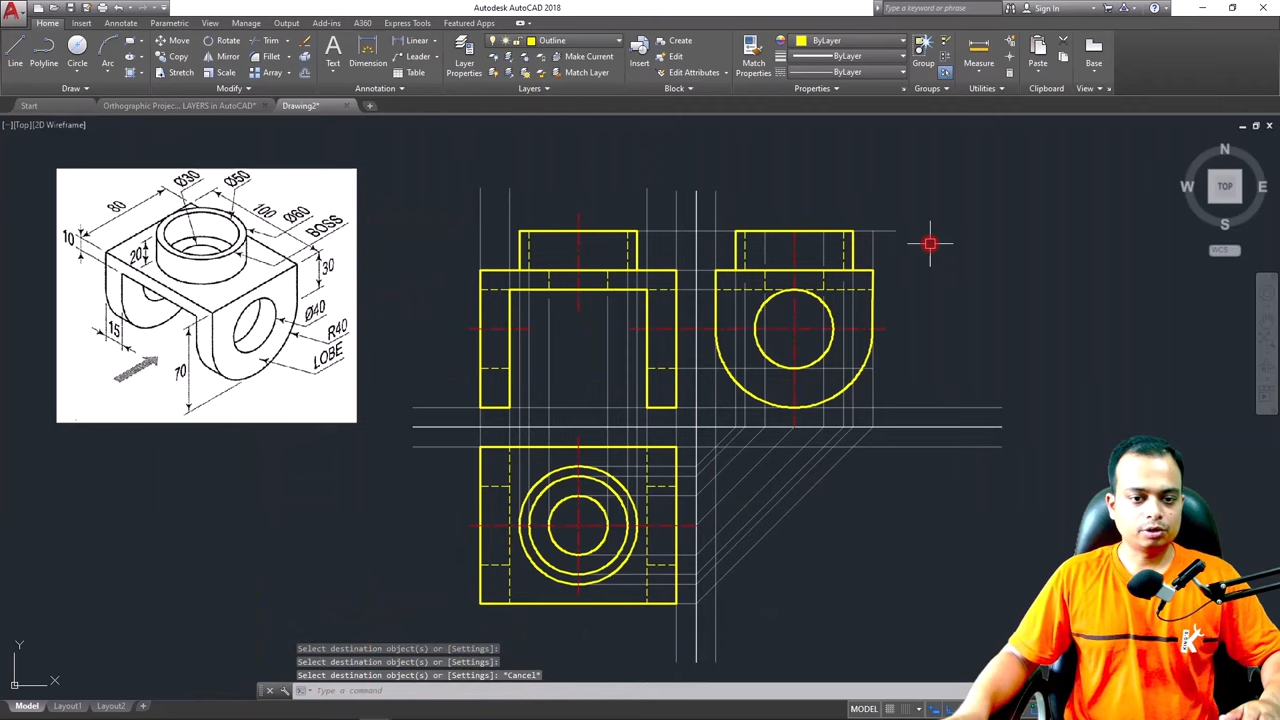 Autodesk AutoCAD 2018
Type a keyword or phrase
Sign In
Home Insert Annotate Parametric View Manage Output Add-ins A360 Express Tools Featured Apps
Line Polyline Circle Arc
Move Rotate Trim
Copy Mirror Fillet
Stretch Scale Array
Text Dimension
Linear
Leader
Table
Layer Properties
Outline
Make Current
Match Layer
Insert
Create
Edit
Edit Attributes
Match Properties
ByLayer
ByLayer
ByLayer
Group
Measure
Paste
Base
Draw Modify Annotation Layers Block Properties Groups Utilities Clipboard View
Start Orthographic Projec... LAYERS in AutoCAD* Drawing2*
[−][Top][2D Wireframe]
N
W TOP E
S
WCS
Ø30
Ø50
80
100
Ø60
BOSS
10
20
30
15
Ø40
R40
LOBE
70
Y
X
Select destination object(s) or [Settings]:
Select destination object(s) or [Settings]:
Select destination object(s) or [Settings]: *Cancel*
Type a command
Model Layout1 Layout2
MODEL